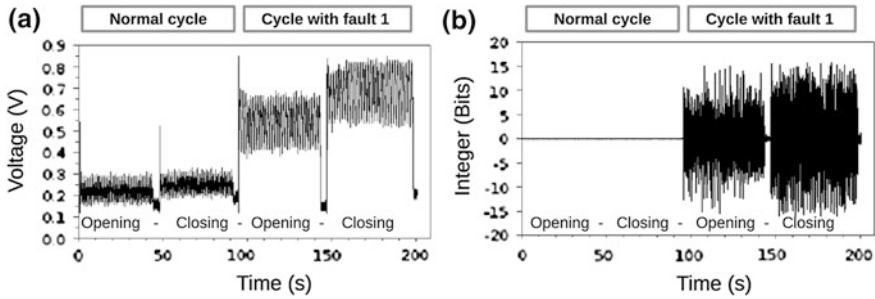 (a)
Normal cycle
Cycle with fault 1
Voltage (V)
0.9
0.8
0.7
0.6
0.5
0.4
0.3
0.2
0.1
0.0
Opening - Closing - Opening - Closing
0 50 100 150 200
Time (s)
(b)
Normal cycle
Cycle with fault 1
Integer (Bits)
20
15
10
5
0
-5
-10
-15
-20
Opening - Closing - Opening - Closing
0 50 100 150 200
Time (s)